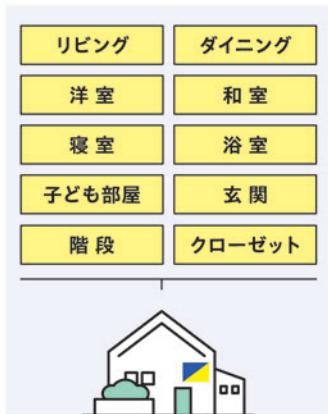 リビング
ダイニング
洋室
和室
寝室
浴室
子ども部屋
玄関
階段
クローゼット